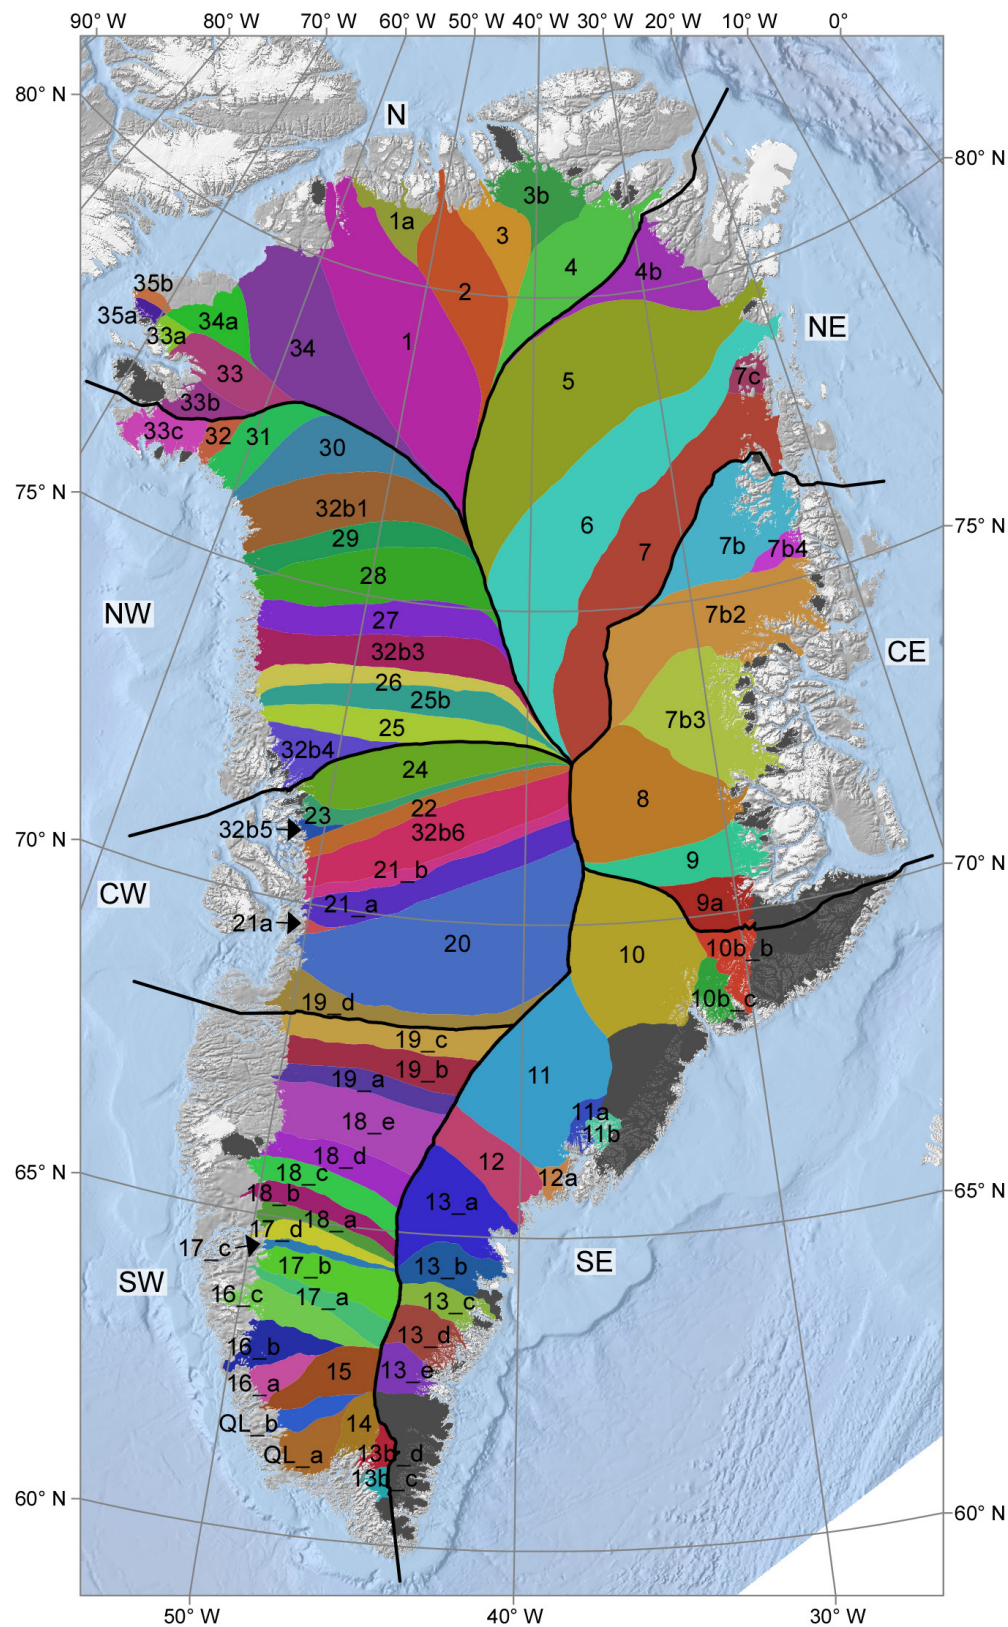 90° W 80° W 70° W 60° W 50° W 40° W 30° W 20° W 10° W 0°
80° N
N
80° N
3b
1a
3
4
4b
2
35b
35a
34a
33a
NE
34
1
33
5
7c
33b
33c
32
31
30
75° N
32b1
75° N
6
29
7
7b
7b4
28
NW
27
7b2
32b3
CE
26
25b
25
7b3
32b4
24
8
22
23
32b5
32b6
70° N
9
70° N
21_b
CW
21_a
9a
21a
20
10b_b
10
19_d
10b_c
19_c
19_b
11
19_a
11a
18_e
11b
18_d
12
65° N
18_c
12a
65° N
18_b
13_a
18_a
17_d
17_c
SE
17_b
13_b
SW
16_c
17_a
13_c
13_d
16_b
15
13_e
16_a
QL_b
14
QL_a
13b_d
13b_c
60° N
60° N
50° W 40° W 30° W